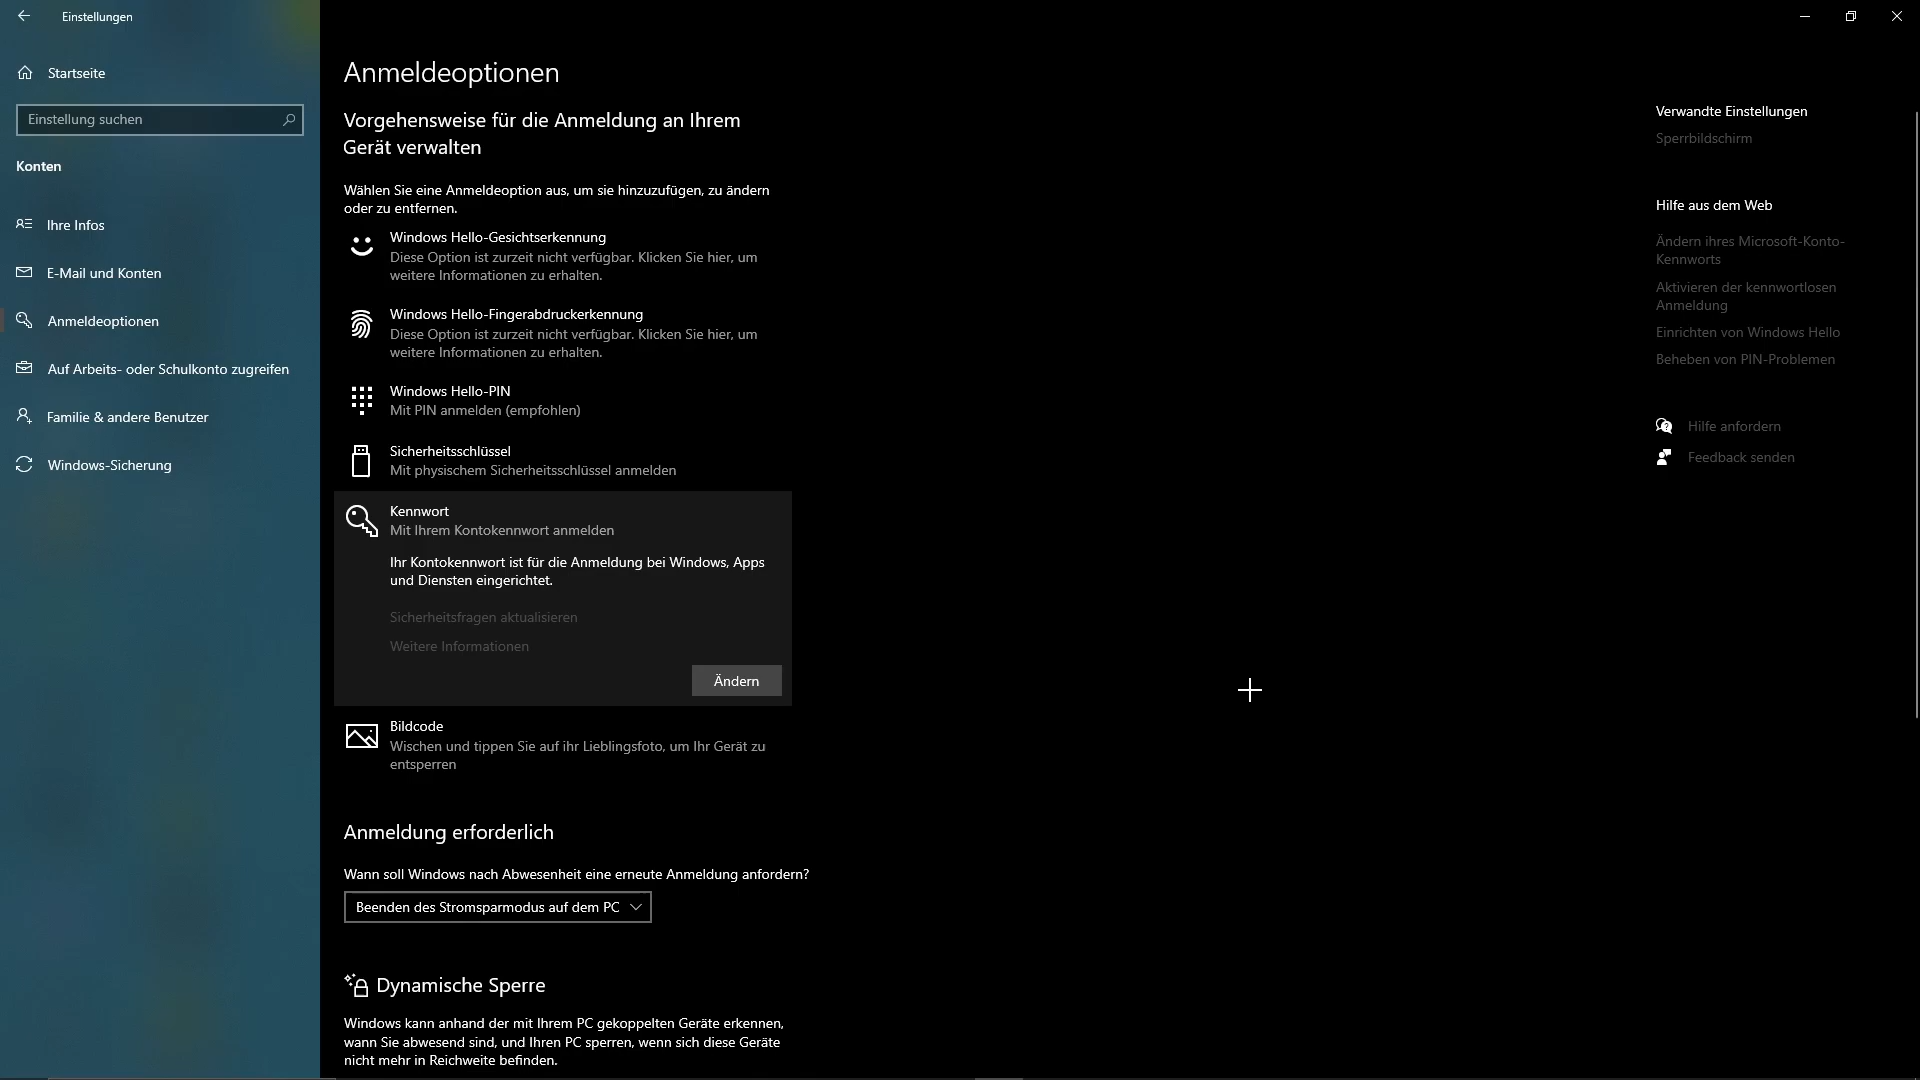 Einstellungen
Startseite
Einstellung suchen
Konten
Ihre Infos
E-Mail und Konten
Anmeldeoptionen
Auf Arbeits- oder Schulkonto zugreifen
Familie & andere Benutzer
Windows-Sicherung
Anmeldeoptionen
Vorgehensweise für die Anmeldung an Ihrem
Gerät verwalten
Wählen Sie eine Anmeldeoption aus, um sie hinzuzufügen, zu ändern
oder zu entfernen.
Windows Hello-Gesichtserkennung
Diese Option ist zurzeit nicht verfügbar. Klicken Sie hier, um
weitere Informationen zu erhalten.
Windows Hello-Fingerabdruckerkennung
Diese Option ist zurzeit nicht verfügbar. Klicken Sie hier, um
weitere Informationen zu erhalten.
Windows Hello-PIN
Mit PIN anmelden (empfohlen)
Sicherheitsschlüssel
Mit physischem Sicherheitsschlüssel anmelden
Kennwort
Mit Ihrem Kontokennwort anmelden
Ihr Kontokennwort ist für die Anmeldung bei Windows, Apps
und Diensten eingerichtet.
Sicherheitsfragen aktualisieren
Weitere Informationen
Ändern
Bildcode
Wischen und tippen Sie auf ihr Lieblingsfoto, um Ihr Gerät zu
entsperren
Anmeldung erforderlich
Wann soll Windows nach Abwesenheit eine erneute Anmeldung anfordern?
Beenden des Stromsparmodus auf dem PC
Dynamische Sperre
Windows kann anhand der mit Ihrem PC gekoppelten Geräte erkennen,
wann Sie abwesend sind, und Ihren PC sperren, wenn sich diese Geräte
nicht mehr in Reichweite befinden.
Verwandte Einstellungen
Sperrbildschirm
Hilfe aus dem Web
Ändern ihres Microsoft-Konto-
Kennworts
Aktivieren der kennwortlosen
Anmeldung
Einrichten von Windows Hello
Beheben von PIN-Problemen
Hilfe anfordern
Feedback senden